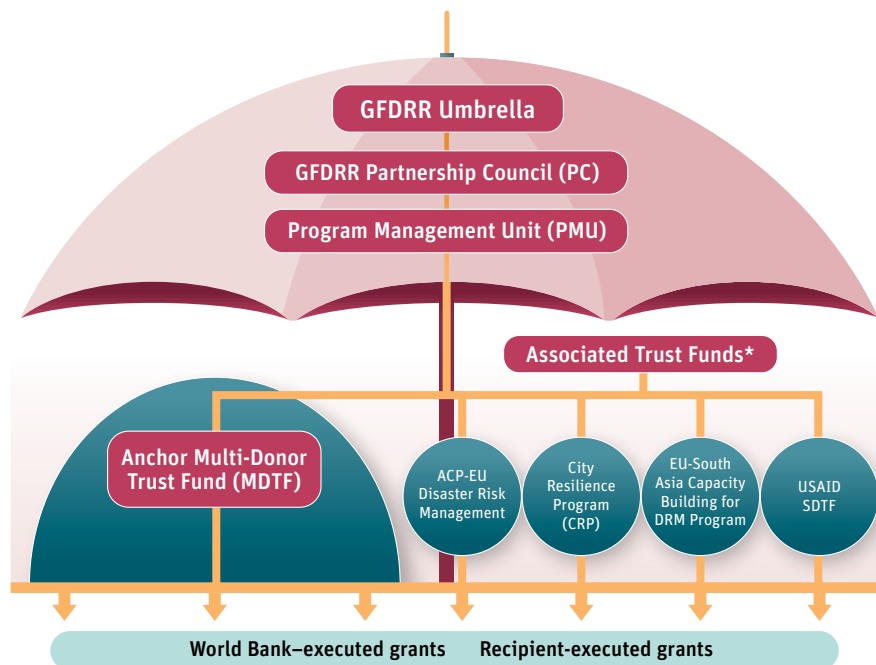 GFDRR Umbrella
GFDRR Partnership Council (PC)
Program Management Unit (PMU)
Associated Trust Funds*
Anchor Multi-Donor
Trust Fund (MDTF)
ACP-EU
Disaster Risk
Management
City
Resilience
Program
(CRP)
EU-South
Asia Capacity
Building for
DRM Program
USAID
SDTF
World Bank–executed grants
Recipient-executed grants